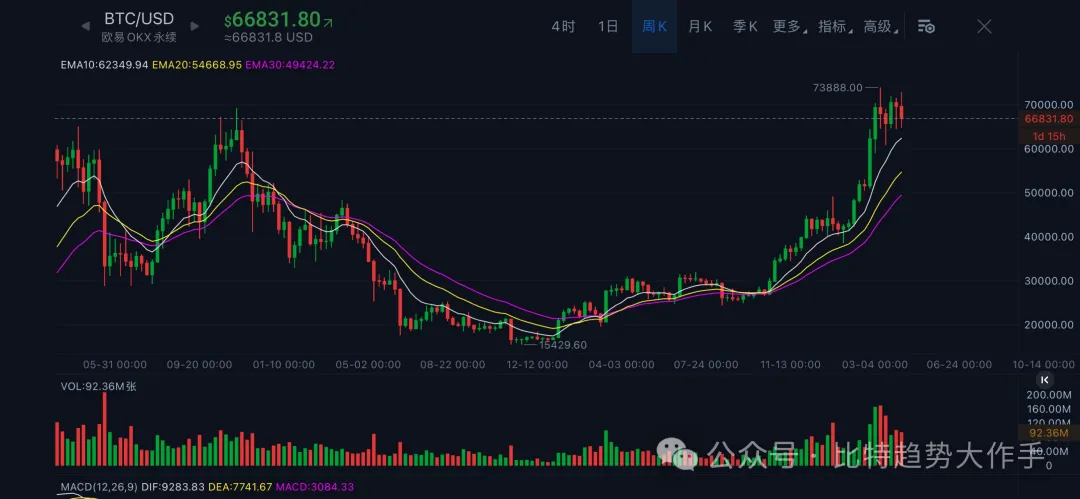 BTC/USD
欧易 OKX 永续
$66831.80
≈66831.8 USD
4时 1日 周K 月K 季K 更多 指标 高级
EMA10:62349.94 EMA20:54668.95 EMA30:49424.22
73888.00
70000.00
66831.80
1d 15h
60000.00
50000.00
40000.00
30000.00
20000.00
15429.60
05-31 00:00 09-20 00:00 01-10 00:00 05-02 00:00 08-22 00:00 12-12 00:00 04-03 00:00 07-24 00:00 11-13 00:00 03-04 00:00 06-24 00:00 10-14 00:00
VOL:92.36M张
200.00M
160.00M
120.00M
92.36M
0
公众号 · 比特趋势大作手
MACD(12,26,9) DIF:9283.83 DEA:7741.67 MACD:3084.33